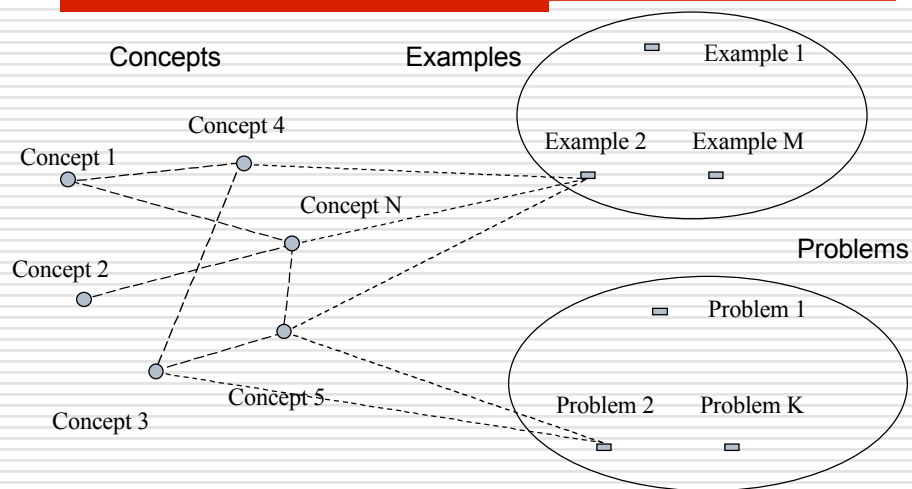 Concepts
Examples
Example 1
Concept 4
Example 2
Example M
Concept 1
Concept N
Problems
Concept 2
Problem 1
Concept 5
Problem 2
Problem K
Concept 3